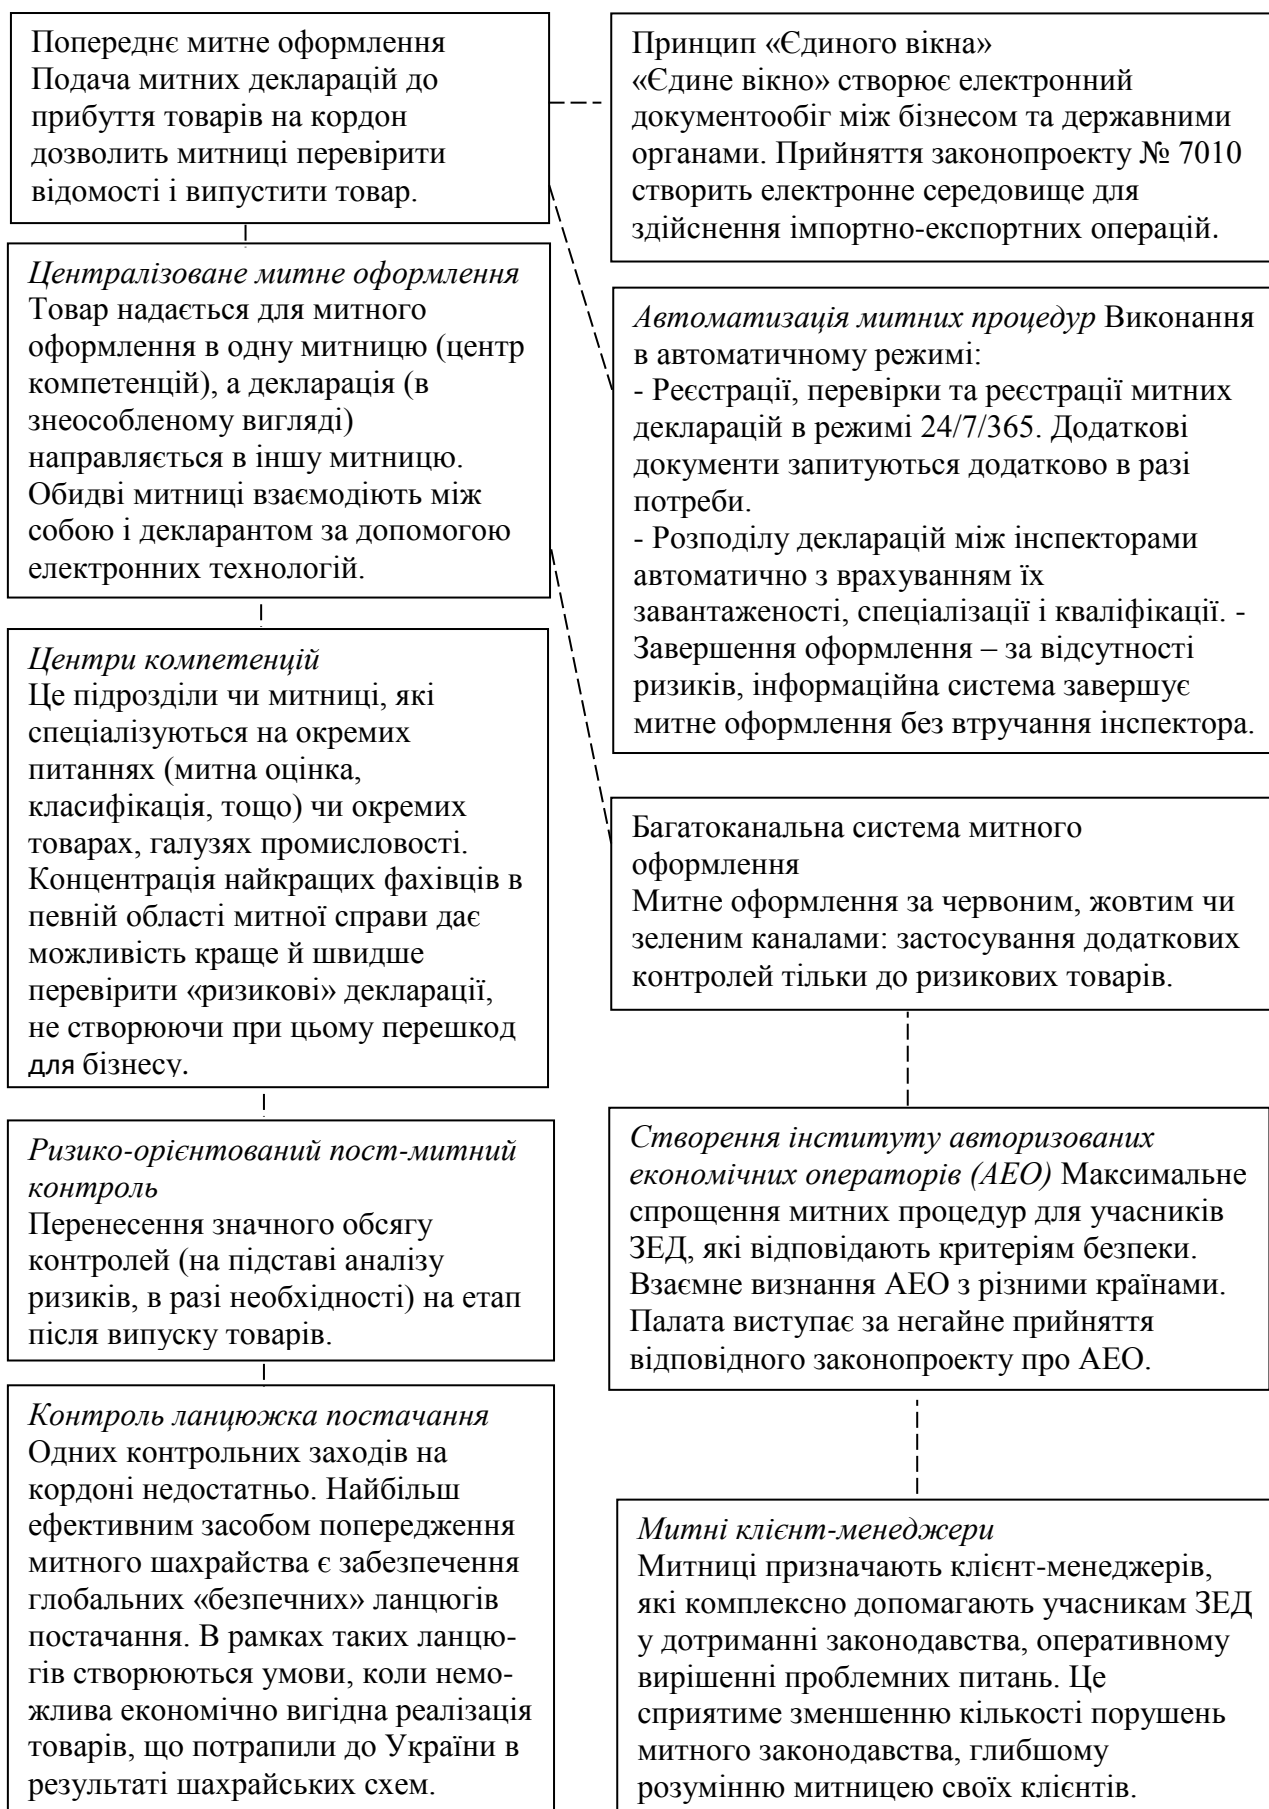 Попереднє митне оформлення
Подача митних декларацій до
прибуття товарів на кордон
дозволить митниці перевірити
відомості і випустити товар.
Централізоване митне оформлення
Товар надається для митного
оформлення в одну митницю (центр
компетенцій), а декларація (в
знеособленому вигляді)
направляється в іншу митницю.
Обидві митниці взаємодіють між
собою і декларантом за допомогою
електронних технологій.
Центри компетенцій
Це підрозділи чи митниці, які
спеціалізуються на окремих
питаннях (митна оцінка,
класифікація, тощо) чи окремих
товарах, галузях промисловості.
Концентрація найкращих фахівців в
певній області митної справи дає
можливість краще й швидше
перевірити «ризикові» декларації,
не створюючи при цьому перешкод
для бізнесу.
Ризико-орієнтований пост-митний
контроль
Перенесення значного обсягу
контролей (на підставі аналізу
ризиків, в разі необхідності) на етап
після випуску товарів.
Контроль ланцюжка постачання
Одних контрольних заходів на
кордоні недостатньо. Найбільш
ефективним засобом попередження
митного шахрайства є забезпечення
глобальних «безпечних» ланцюгів
постачання. В рамках таких ланцю-
гів створюються умови, коли немо-
жлива економічно вигідна реалізація
товарів, що потрапили до України в
результаті шахрайських схем.
Принцип «Єдиного вікна»
«Єдине вікно» створює електронний
документообіг між бізнесом та державними
органами. Прийняття законопроекту № 7010
створить електронне середовище для
здійснення імпортно-експортних операцій.
Автоматизація митних процедур Виконання
в автоматичному режимі:
- Реєстрації, перевірки та реєстрації митних
декларацій в режимі 24/7/365. Додаткові
документи запитуються додатково в разі
потреби.
- Розподілу декларацій між інспекторами
автоматично з врахуванням їх
завантаженості, спеціалізації і кваліфікації. -
Завершення оформлення – за відсутності
ризиків, інформаційна система завершує
митне оформлення без втручання інспектора.
Багатоканальна система митного
оформлення
Митне оформлення за червоним, жовтим чи
зеленим каналами: застосування додаткових
контролей тільки до ризикових товарів.
Створення інституту авторизованих
економічних операторів (АЕО) Максимальне
спрощення митних процедур для учасників
ЗЕД, які відповідають критеріям безпеки.
Взаємне визнання АЕО з різними країнами.
Палата виступає за негайне прийняття
відповідного законопроекту про АЕО.
Митні клієнт-менеджери
Митниці призначають клієнт-менеджерів,
які комплексно допомагають учасникам ЗЕД
у дотриманні законодавства, оперативному
вирішенні проблемних питань. Це
сприятиме зменшенню кількості порушень
митного законодавства, глибшому
розумінню митницею своїх клієнтів.